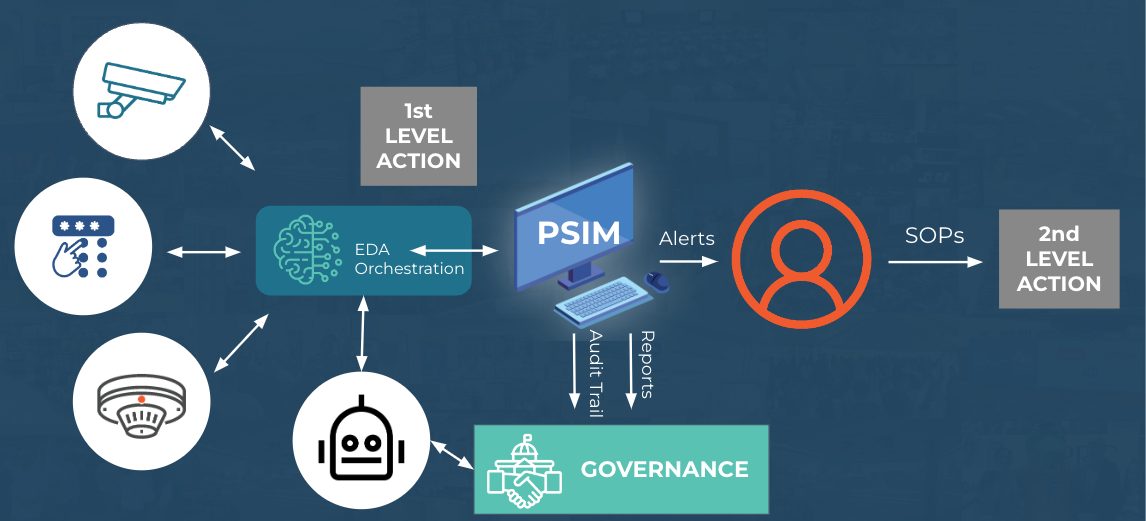 1st
LEVEL
ACTION
EDA
Orchestration
PSIM
Alerts
SOPs
2nd
LEVEL
ACTION
Audit Trail
Reports
GOVERNANCE